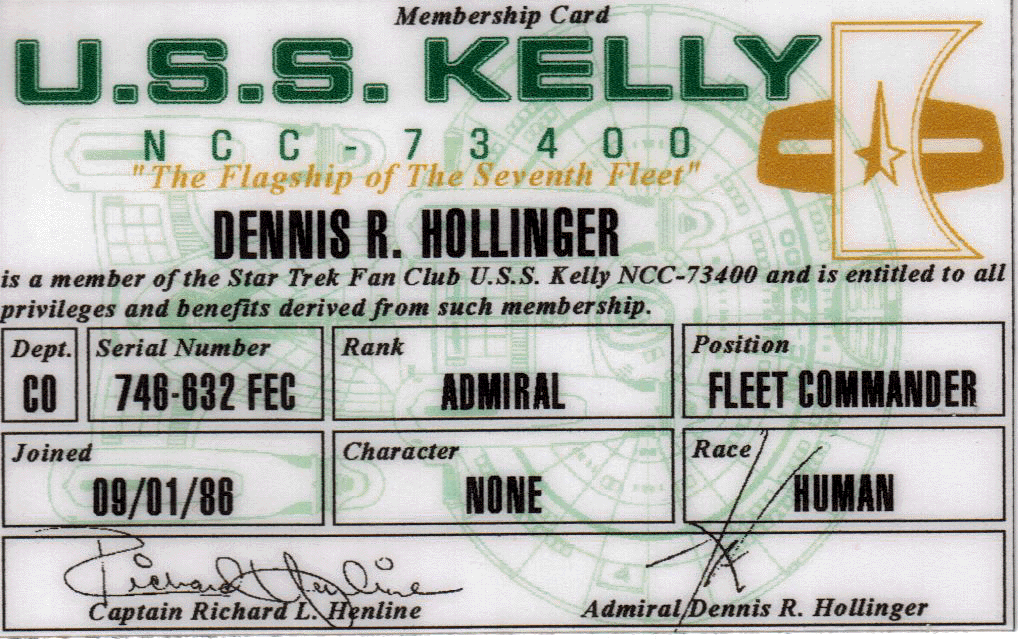 Membership Card
U.S.S. KELLY
NCC-73400
"The Flagship of The Seventh Fleet"
DENNIS R. HOLLINGER
is a member of the Star Trek Fan Club U.S.S. Kelly NCC-73400 and is entitled to all
privileges and benefits derived from such membership.
Dept. Serial Number Rank Position
CO 746-632 FEC ADMIRAL FLEET COMMANDER
Joined Character Race
09/01/86 NONE HUMAN
Richard Henline
Captain Richard L. Henline Admiral Dennis R. Hollinger